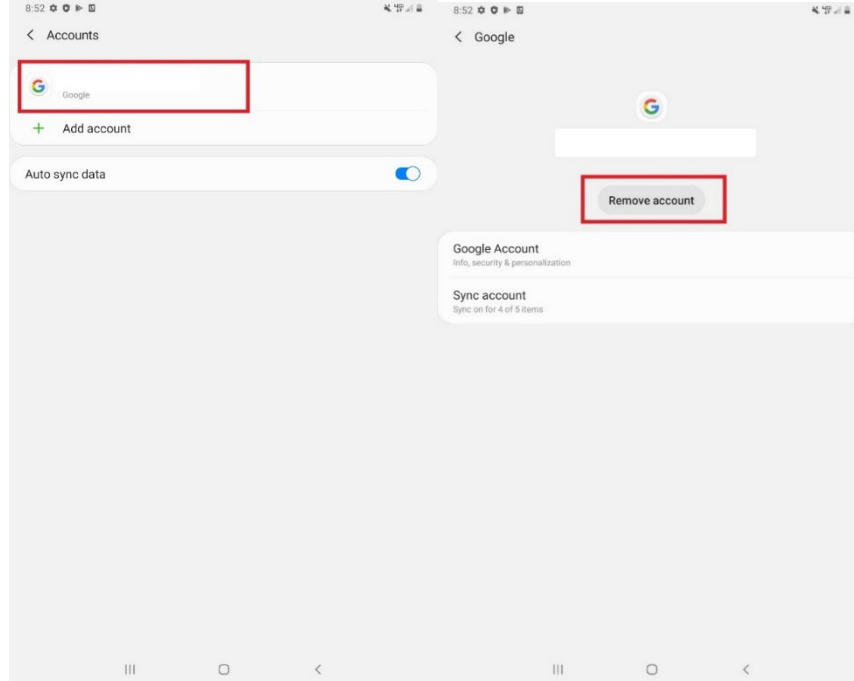 8:52
Accounts
Google
Add account
Auto sync data
8:52
Google
Remove account
Google Account
Info, security & personalization
Sync account
Sync on for 4 of 5 items